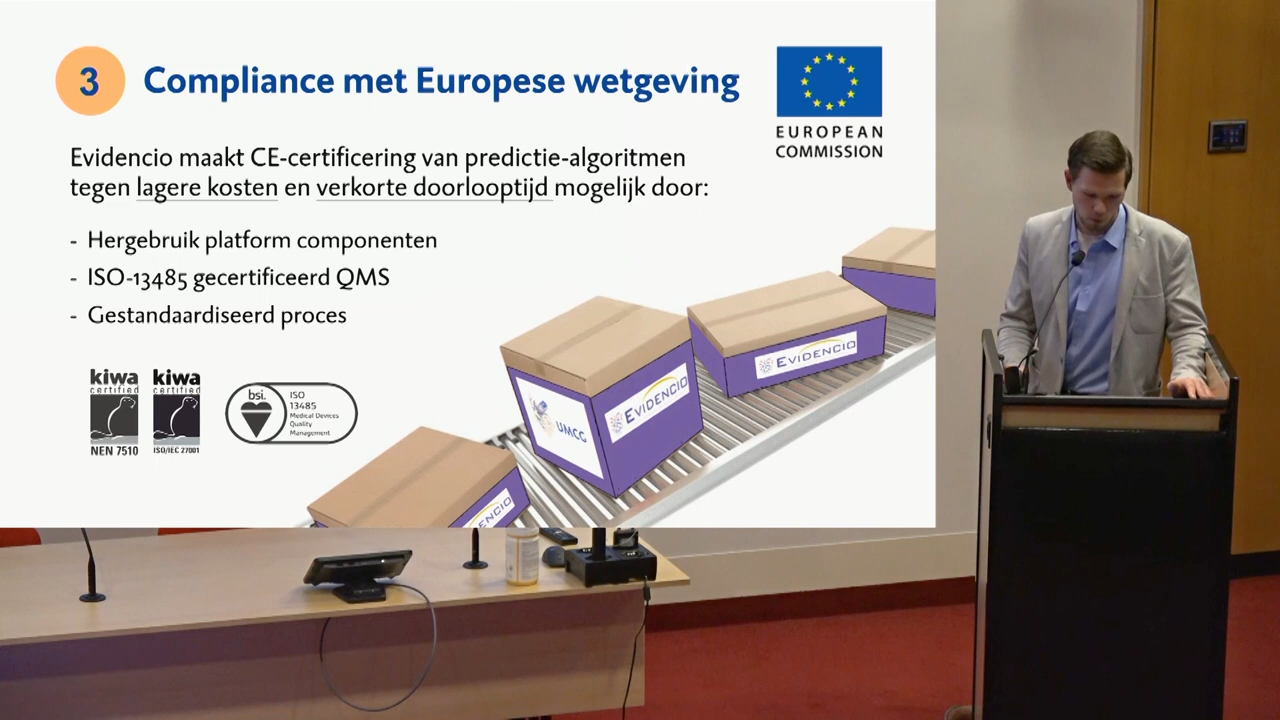 3 Compliance met Europese wetgeving
EUROPEAN
COMMISSION
Evidencio maakt CE-certificering van predictie-algoritmen
tegen lagere kosten en verkorte doorlooptijd mogelijk door:
- Hergebruik platform componenten
- ISO-13485 gecertificeerd QMS
- Gestandaardiseerd proces
kiwa
certified
NEN 7510
kiwa
certified
ISO/IEC 27001
bsi.
ISO
13485
Medical Devices
Quality
Management
UMCG
EVIDENCIO
EVIDENCIO
ENCIO